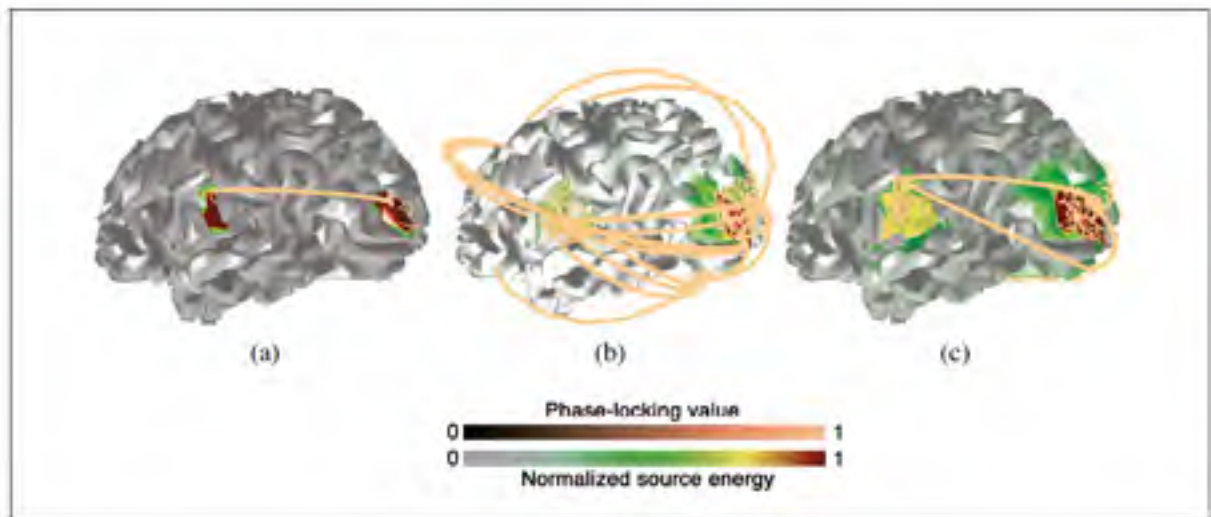 (a) (b) (c)
Phase-locking value
0 1
0 1
Normalized source energy